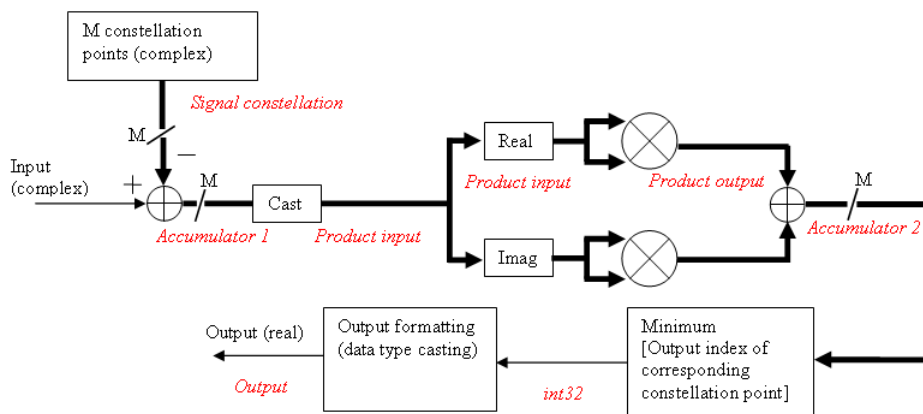 M constellation
points (complex)
Signal constellation
M
Input
(complex)
+
−
M
Cast
Accumulator 1
Product input
Real
Product input
Product output
Imag
M
Accumulator 2
Output (real)
Output
Output formatting
(data type casting)
int32
Minimum
[Output index of
corresponding
constellation point]